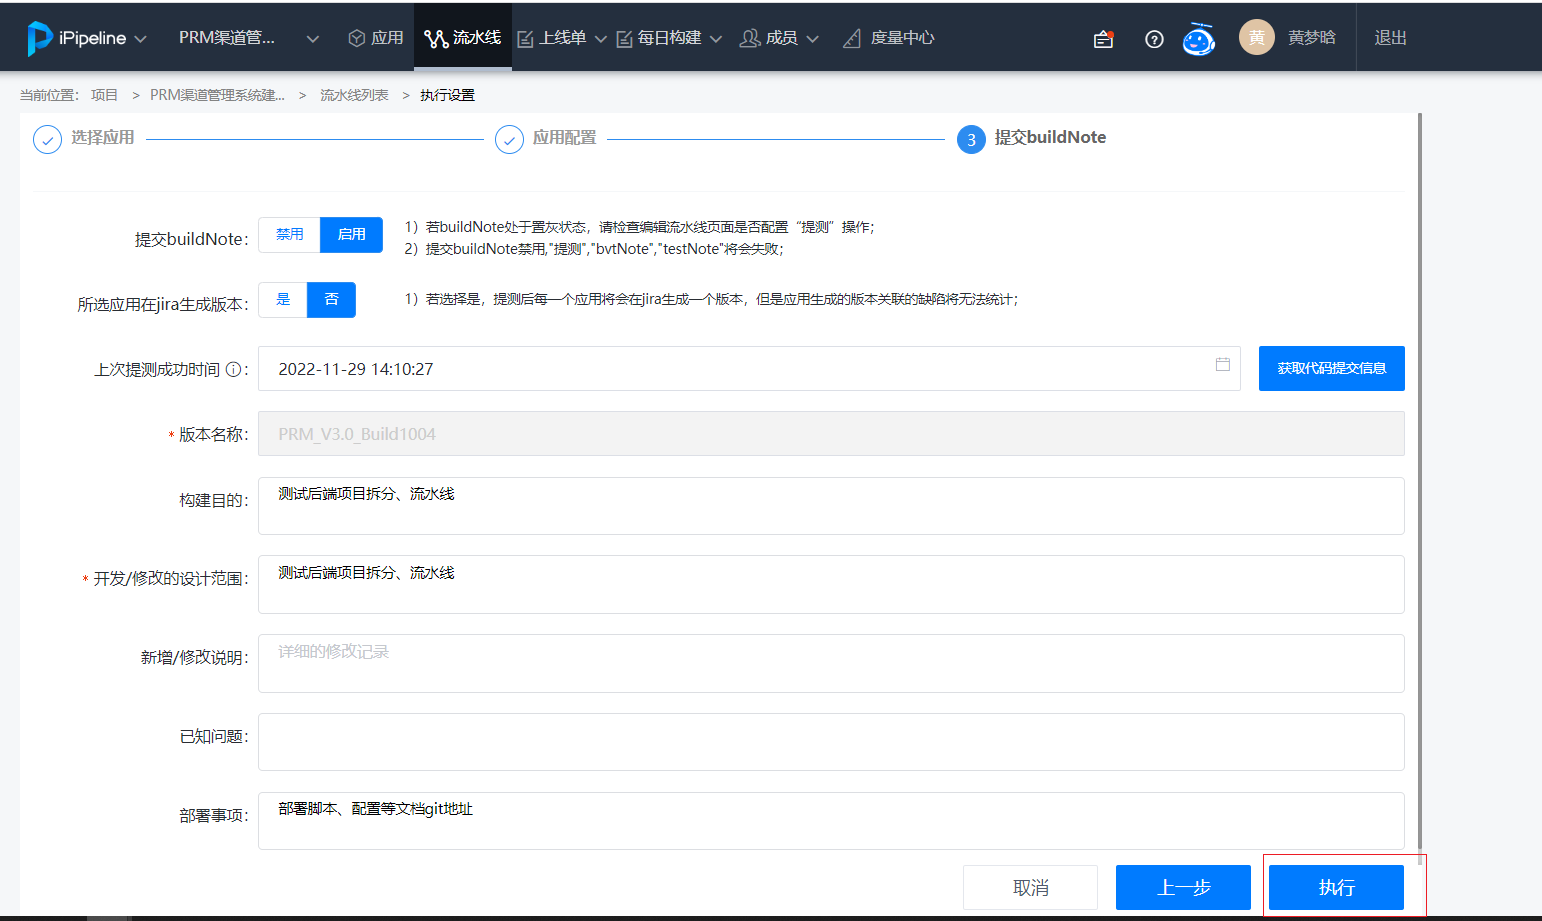 iPipeline PRM渠道管... 应用 流水线 上线单 每日构建 成员 度量中心 黄 黄梦晗 退出
当前位置: 项目 > PRM渠道管理系统建... > 流水线列表 > 执行设置
选择应用 应用配置 3 提交buildNote
提交buildNote: 禁用 启用 1）若buildNote处于置灰状态，请检查编辑流水线页面是否配置“提测”操作；
2）提交buildNote禁用,"提测","bvtNote","testNote"将会失败；
所选应用在jira生成版本: 是 否 1）若选择是，提测后每一个应用将会在jira生成一个版本，但是应用生成的版本关联的缺陷将无法统计；
上次提测成功时间 : 2022-11-29 14:10:27 获取代码提交信息
* 版本名称: PRM_V3.0_Build1004
构建目的: 测试后端项目拆分、流水线
* 开发/修改的设计范围: 测试后端项目拆分、流水线
新增/修改说明: 详细的修改记录
已知问题:
部署事项: 部署脚本、配置等文档git地址
取消 上一步 执行